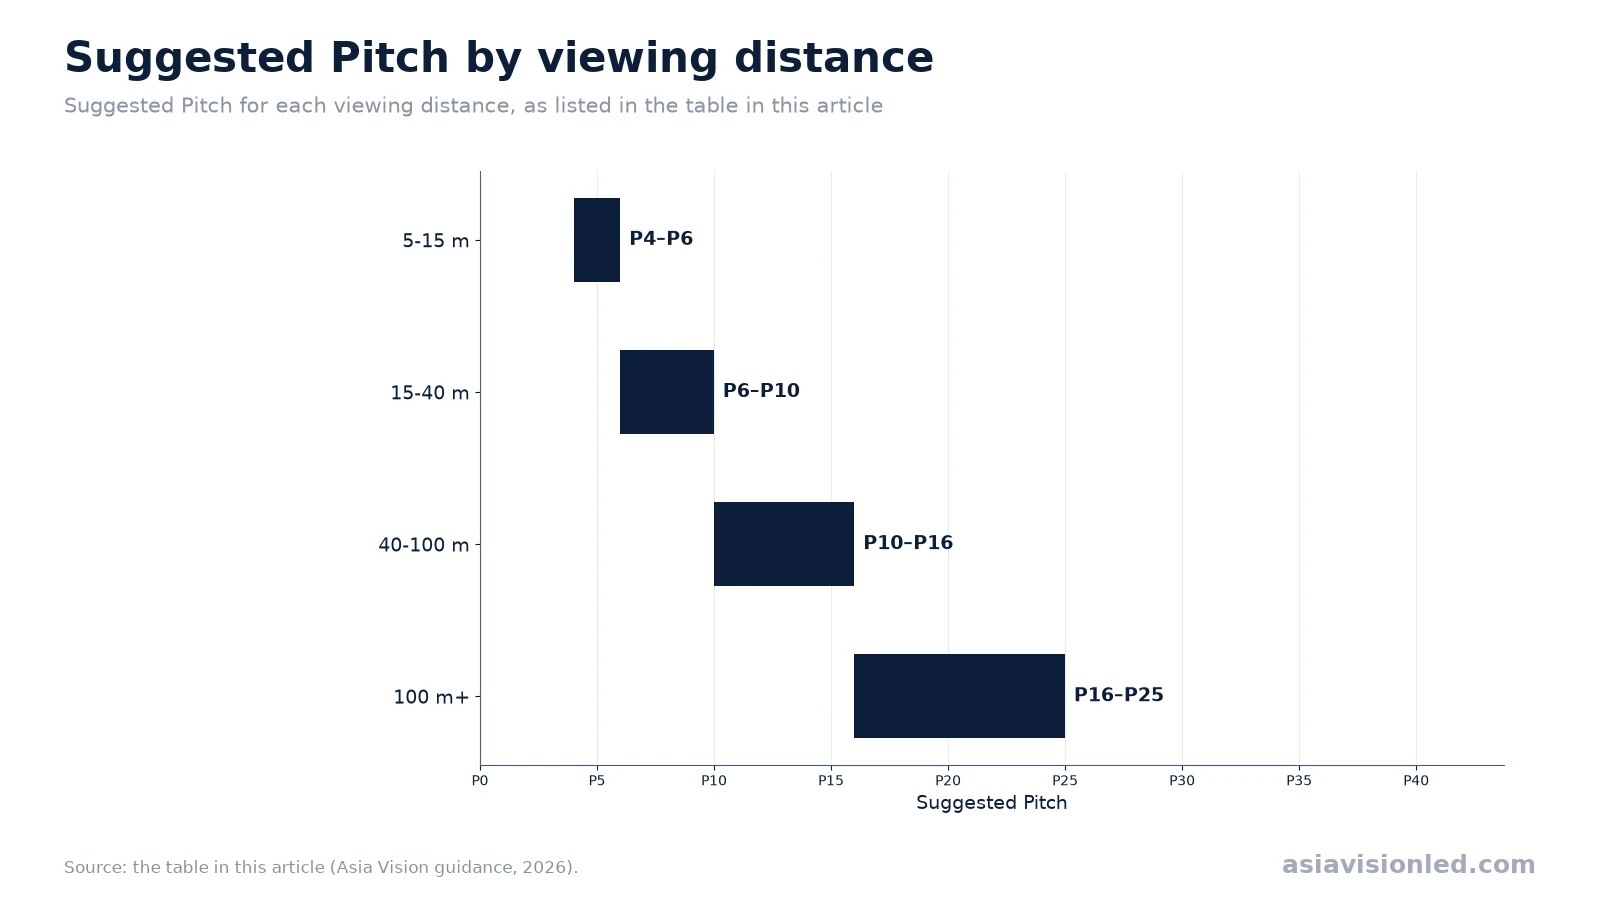 Suggested Pitch by viewing distance
Suggested Pitch for each viewing distance, as listed in the table in this article
5-15 m
P4–P6
15-40 m
P6–P10
40-100 m
P10–P16
100 m+
P16–P25
P0 P5 P10 P15 P20 P25 P30 P35 P40
Suggested Pitch
Source: the table in this article (Asia Vision guidance, 2026).
asiavisionled.com